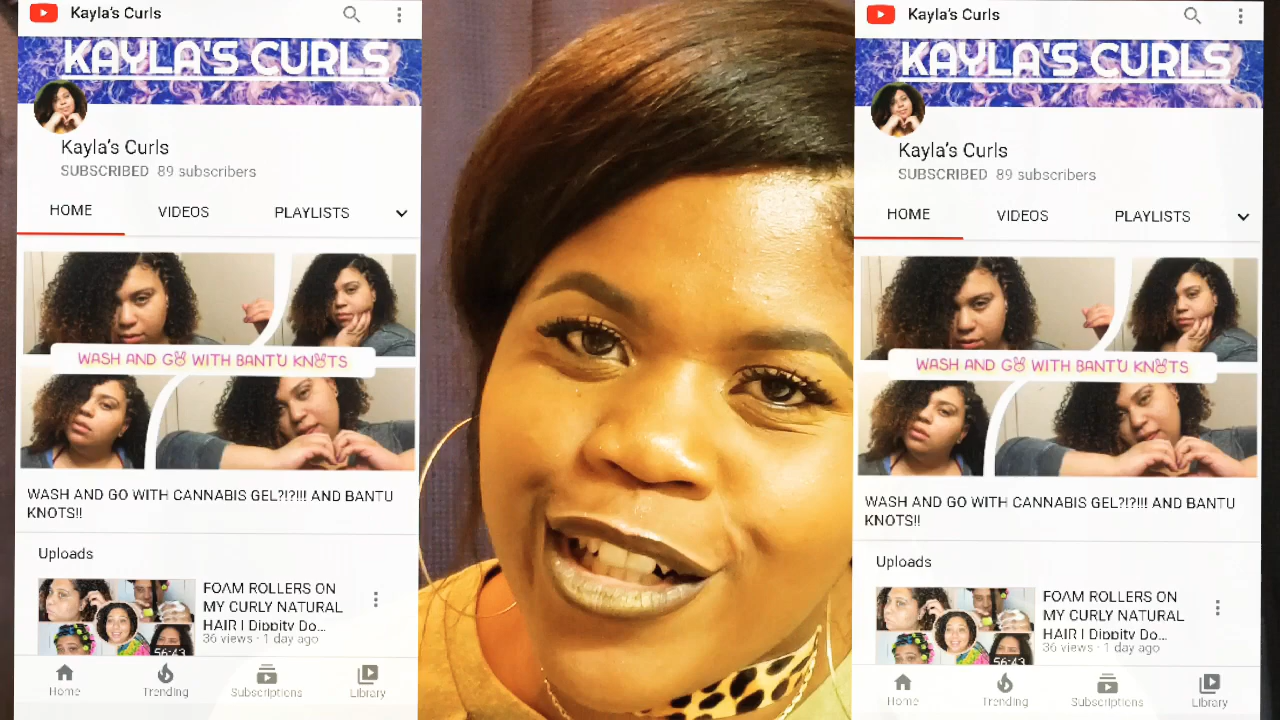 Kayla's Curls
KAYLA'S CURLS
Kayla's Curls
SUBSCRIBED 89 subscribers
HOME VIDEOS PLAYLISTS
WASH AND GO WITH BANTU KNOTS
WASH AND GO WITH CANNABIS GEL?!?!!! AND BANTU
KNOTS!!
Uploads
FOAM ROLLERS ON
MY CURLY NATURAL
HAIR | Dippity Do...
36 views · 1 day ago
56:43
Home Trending Subscriptions Library
Kayla's Curls
KAYLA'S CURLS
Kayla's Curls
SUBSCRIBED 89 subscribers
HOME VIDEOS PLAYLISTS
WASH AND GO WITH BANTU KNOTS
WASH AND GO WITH CANNABIS GEL?!?!!! AND BANTU
KNOTS!!
Uploads
FOAM ROLLERS ON
MY CURLY NATURAL
HAIR | Dippity Do...
36 views · 1 day ago
56:43
Home Trending Subscriptions Library